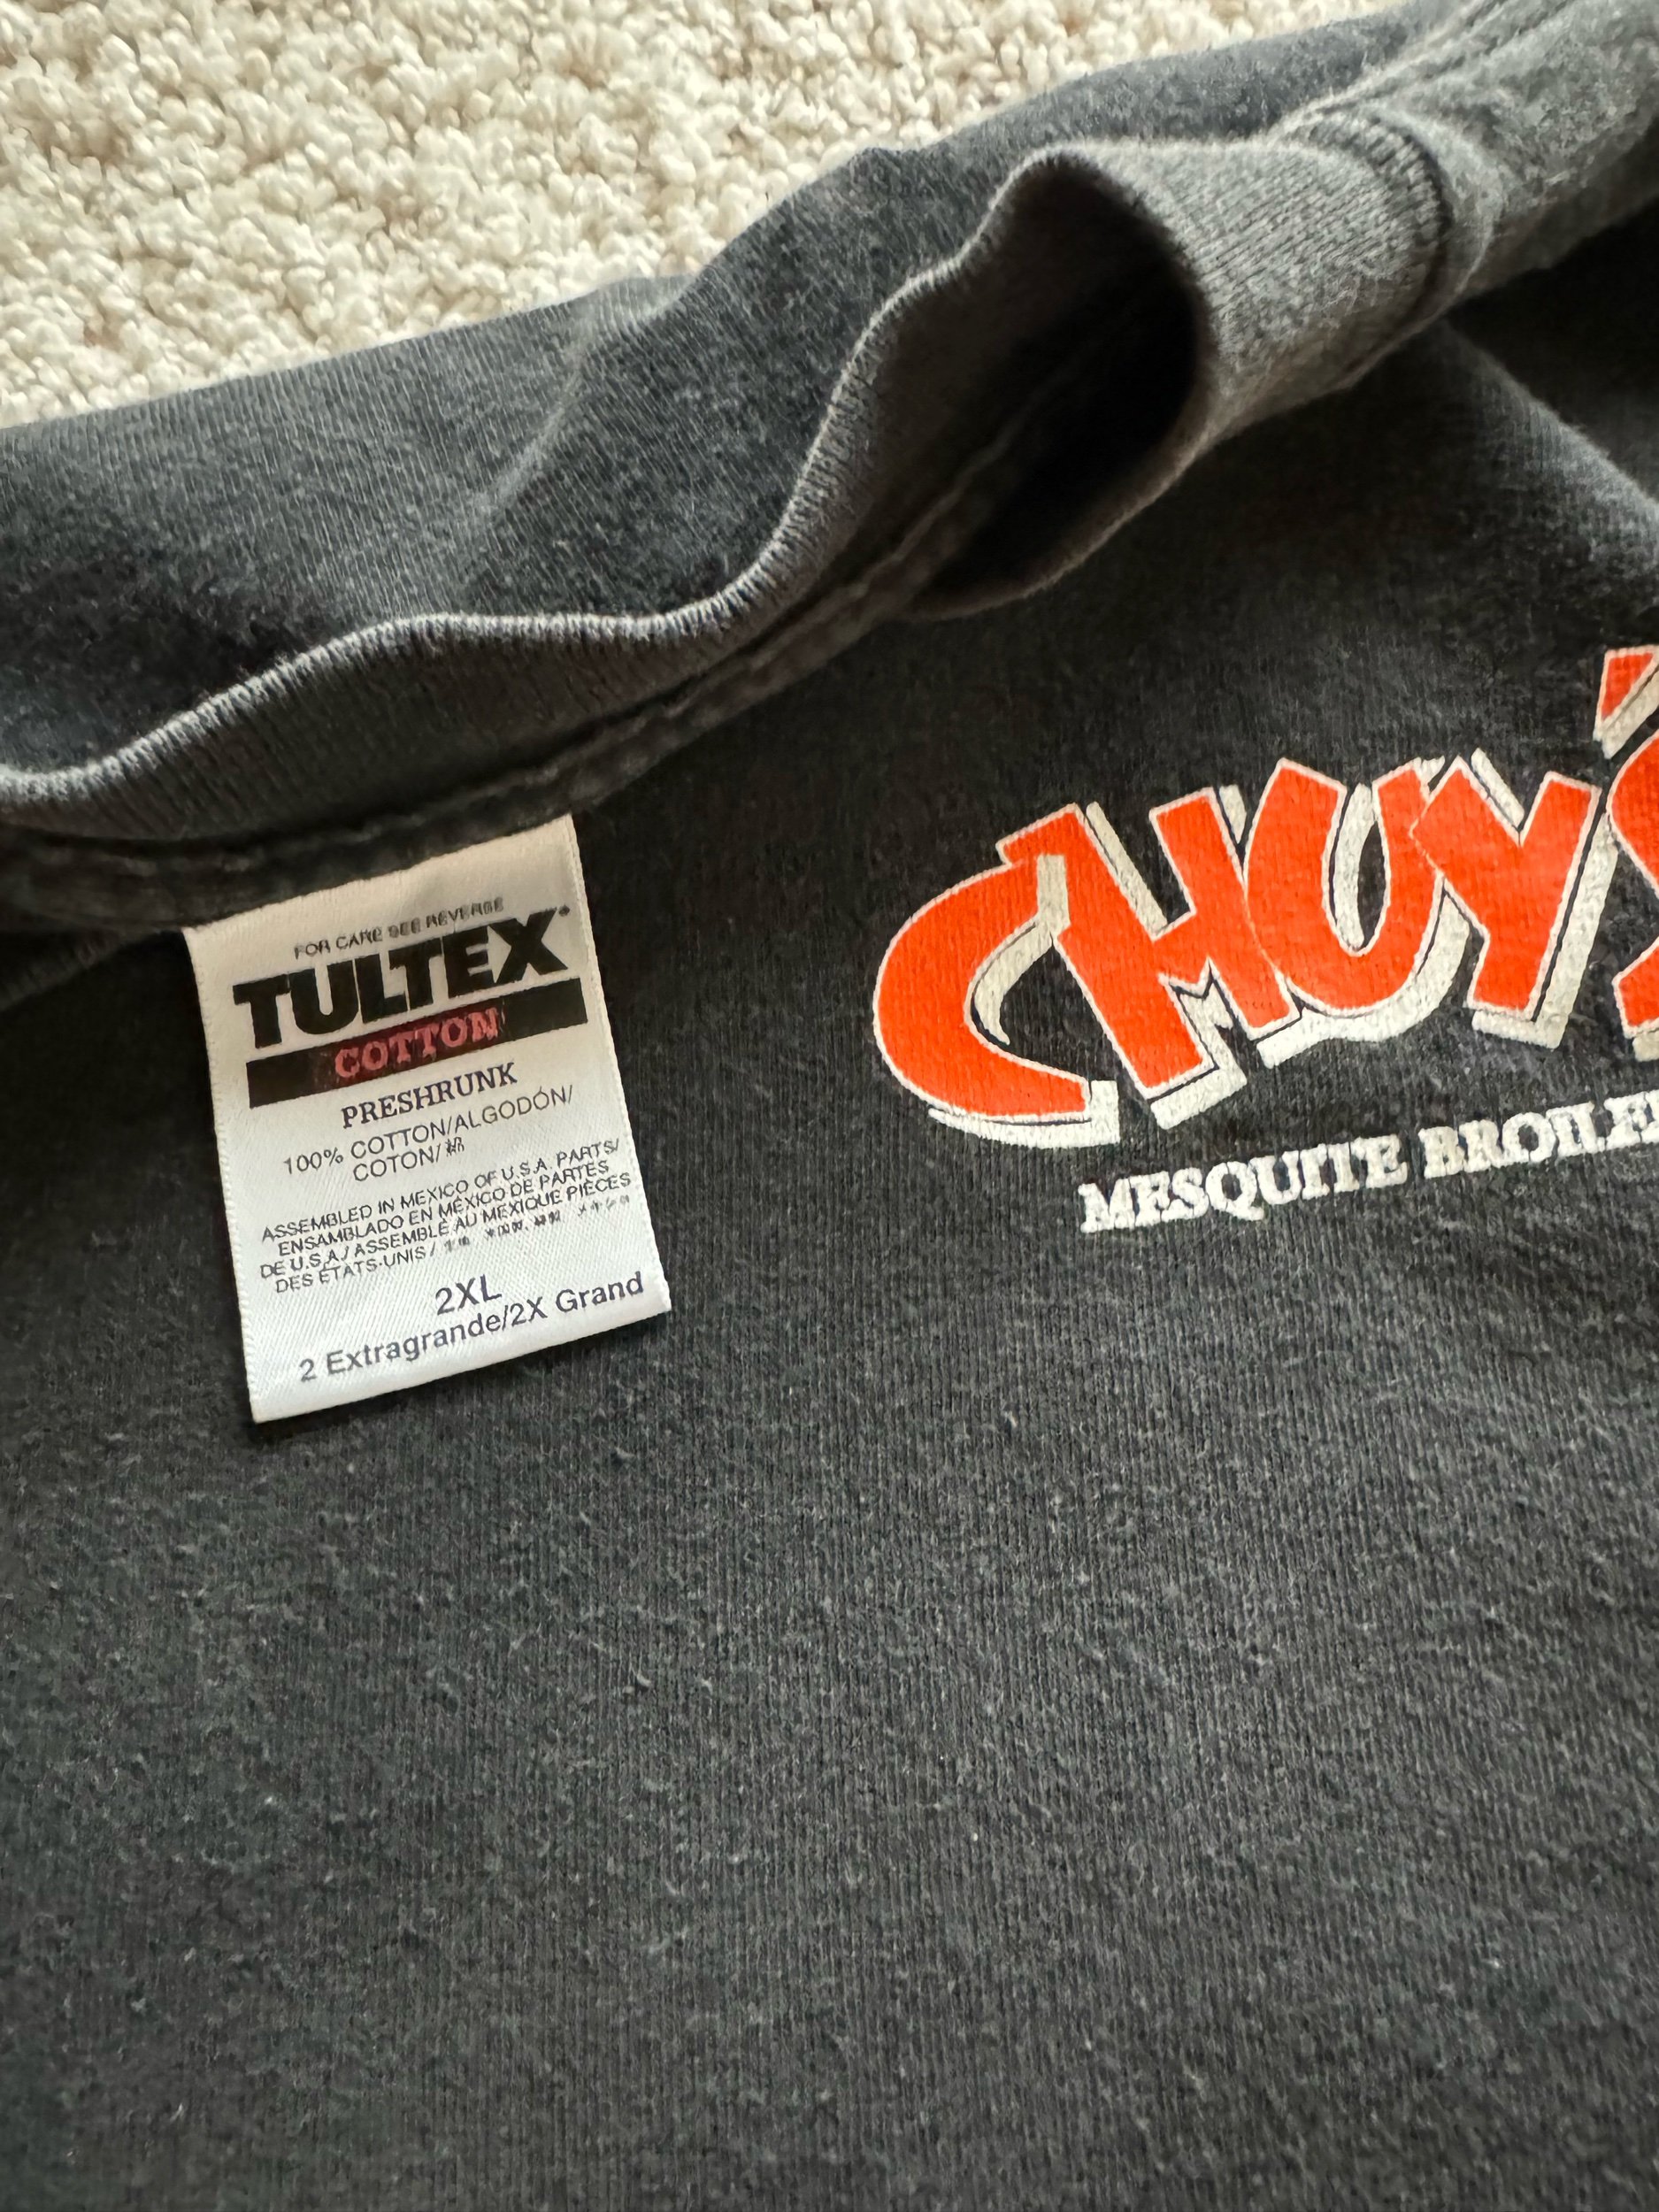 FOR CARE SEE REVERSE
TULTEX
COTTON
PRESHRUNK
100% COTTON/ALGODÓN/
COTON/綿
ASSEMBLED IN MEXICO OF U.S.A. PARTS/
ENSAMBLADO EN MÉXICO DE PARTES
DE U.S.A./ASSEMBLÉ AU MEXIQUE PIÈCES
DES ÉTATS-UNIS/
2XL
2 Extragrande/2X Grand
CHUY'S
MESQUITE BROILE